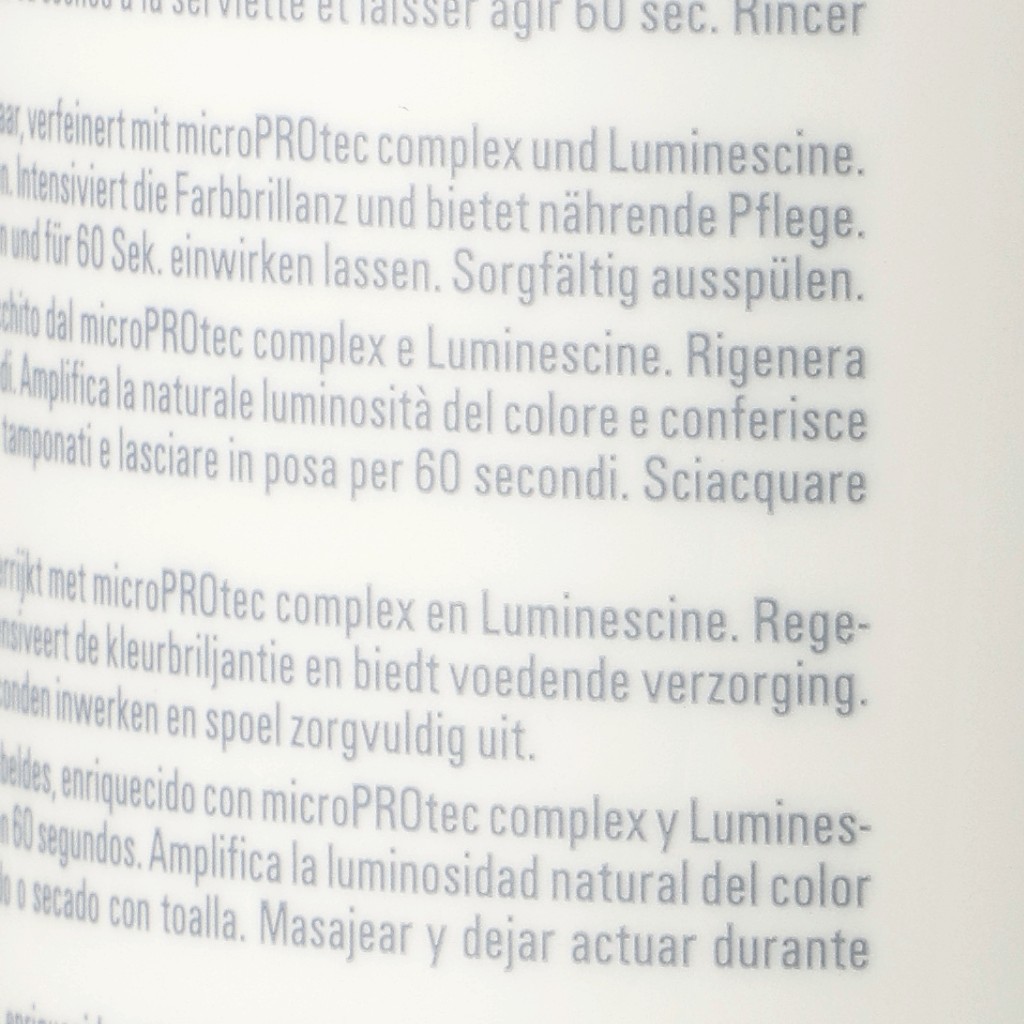 la serviette et laisser agir 60 sec. Rincer
verfeinert mit microPROtec complex und Luminescine.
Intensiviert die Farbbrillanz und bietet nährende Pflege.
und für 60 Sek. einwirken lassen. Sorgfältig ausspülen.
dal microPROtec complex e Luminescine. Rigenera
Amplifica la naturale luminosità del colore e conferisce
tamponati e lasciare in posa per 60 secondi. Sciacquare
met microPROtec complex en Luminescine. Rege-
de kleurbriljantie en biedt voedende verzorging.
inwerken en spoel zorgvuldig uit.
enriquecido con microPROtec complex y Lumines-
60 segundos. Amplifica la luminosidad natural del color
o secado con toalla. Masajear y dejar actuar durante